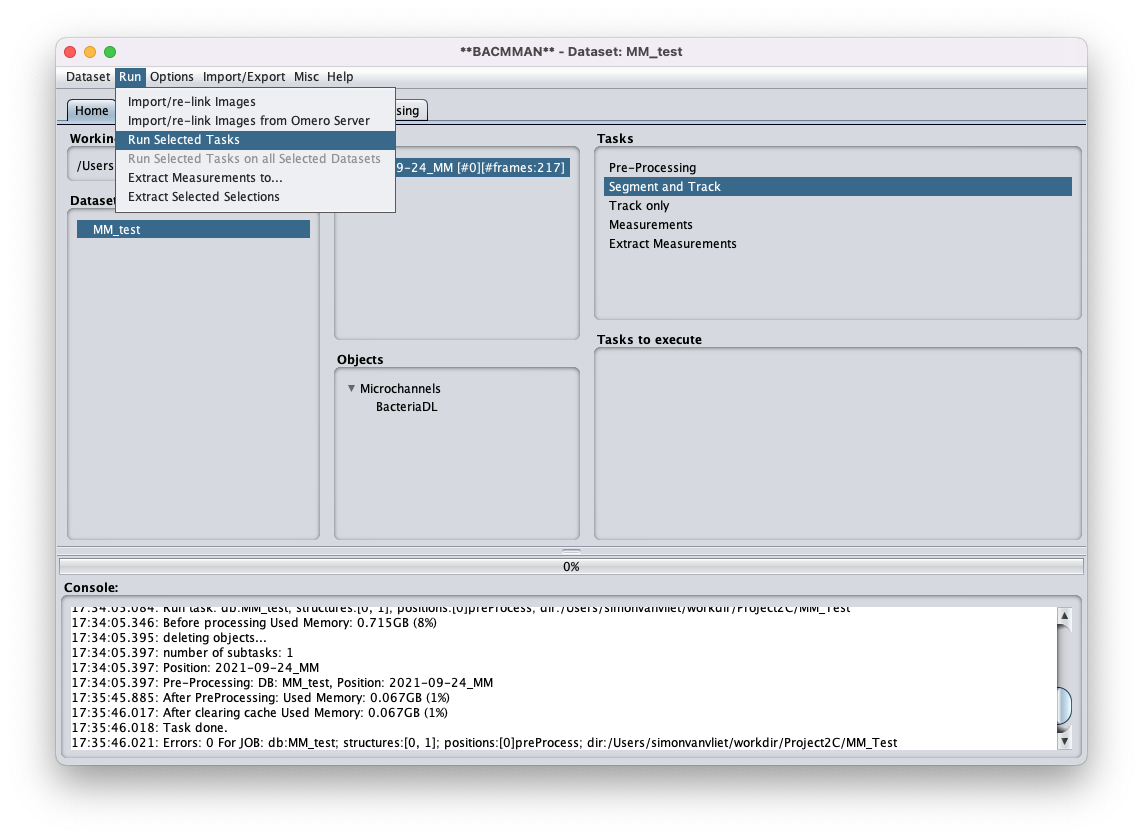 **BACMMAN** - Dataset: MM_test
Dataset Run Options Import/Export Misc Help
Home
sing
Import/re-link Images
Import/re-link Images from Omero Server
Run Selected Tasks
Run Selected Tasks on all Selected Datasets
Extract Measurements to...
Extract Selected Selections
Workin
/Users
Dataset
MM_test
9-24_MM [#0][#frames:217]
Objects
Microchannels
BacteriaDL
Tasks
Pre-Processing
Segment and Track
Track only
Measurements
Extract Measurements
Tasks to execute
0%
Console:
17:34:05.084: Run task: db:MM_test; structures:[0, 1]; positions:[0]preProcess; dir:/Users/simonvanvliet/workdir/Project2C/MM_Test
17:34:05.346: Before processing Used Memory: 0.715GB (8%)
17:34:05.395: deleting objects...
17:34:05.397: number of subtasks: 1
17:34:05.397: Position: 2021-09-24_MM
17:34:05.397: Pre-Processing: DB: MM_test, Position: 2021-09-24_MM
17:35:45.885: After PreProcessing: Used Memory: 0.067GB (1%)
17:35:46.017: After clearing cache Used Memory: 0.067GB (1%)
17:35:46.018: Task done.
17:35:46.021: Errors: 0 For JOB: db:MM_test; structures:[0, 1]; positions:[0]preProcess; dir:/Users/simonvanvliet/workdir/Project2C/MM_Test